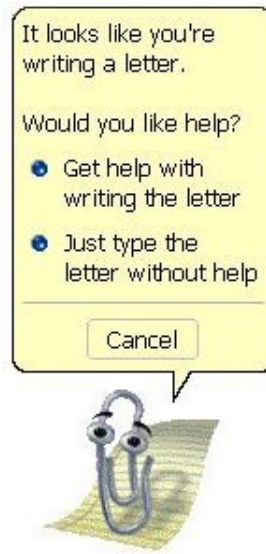 It looks like you're
writing a letter.
Would you like help?
Get help with
writing the letter
Just type the
letter without help
Cancel